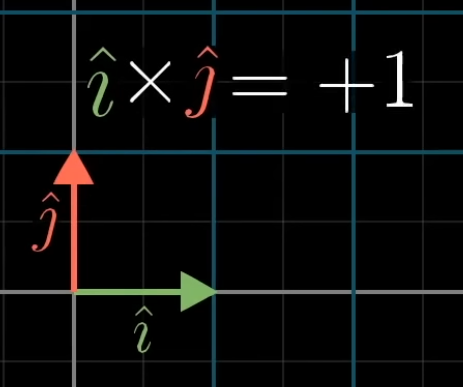 î × ĵ = +1
ĵ
î